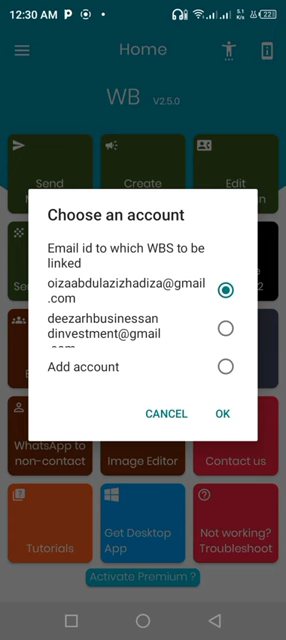 12:30 AM
Home
WB V2.5.0
Send
Create
Edit
Choose an account
Email id to which WBS to be
linked
oizaabdulazizhadiza@gmail
.com
deezarhbusinessan
dinvestment@gmail
Add account
CANCEL OK
WhatsApp to
non-contact
Image Editor
Contact us
Tutorials
Get Desktop
App
Not working?
Troubleshoot
Activate Premium ?